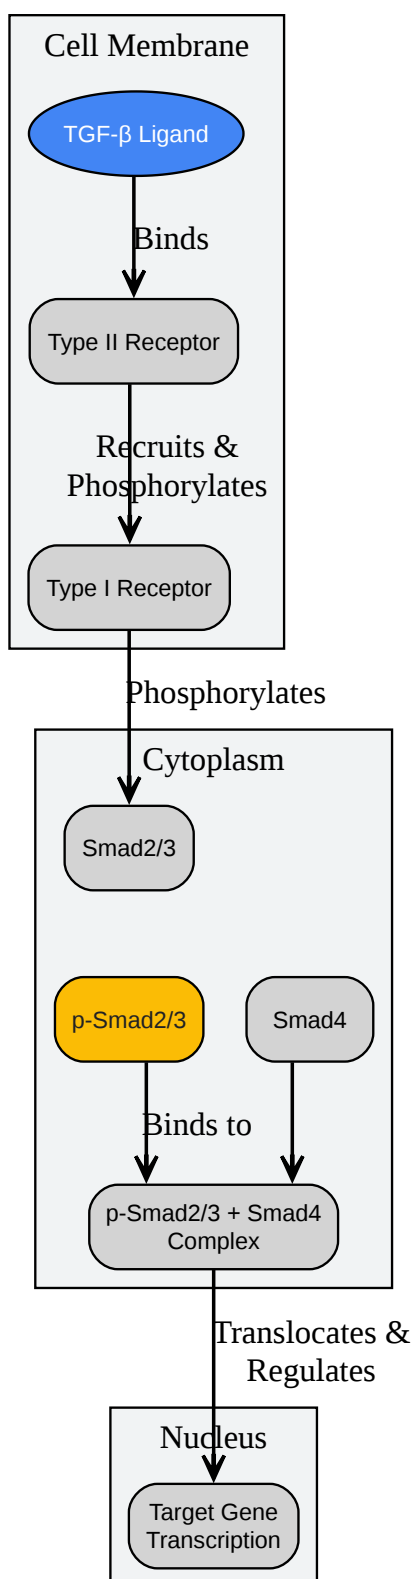 Cell Membrane
TGF-β Ligand
Binds
Type II Receptor
Recruits &
Phosphorylates
Type I Receptor
Phosphorylates
Cytoplasm
Smad2/3
p-Smad2/3
Smad4
Binds to
p-Smad2/3 + Smad4
Complex
Translocates &
Regulates
Nucleus
Target Gene
Transcription